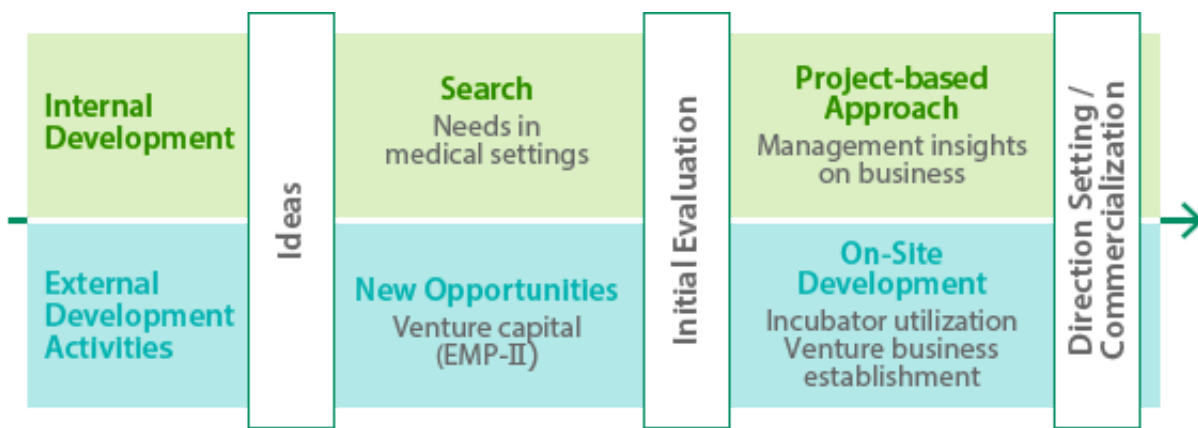 Internal
Development
Ideas
Search
Needs in
medical settings
Initial Evaluation
Project-based
Approach
Management insights
on business
Direction Setting /
Commercialization
External
Development
Activities
New Opportunities
Venture capital
(EMP-Ⅱ)
On-Site
Development
Incubator utilization
Venture business
establishment